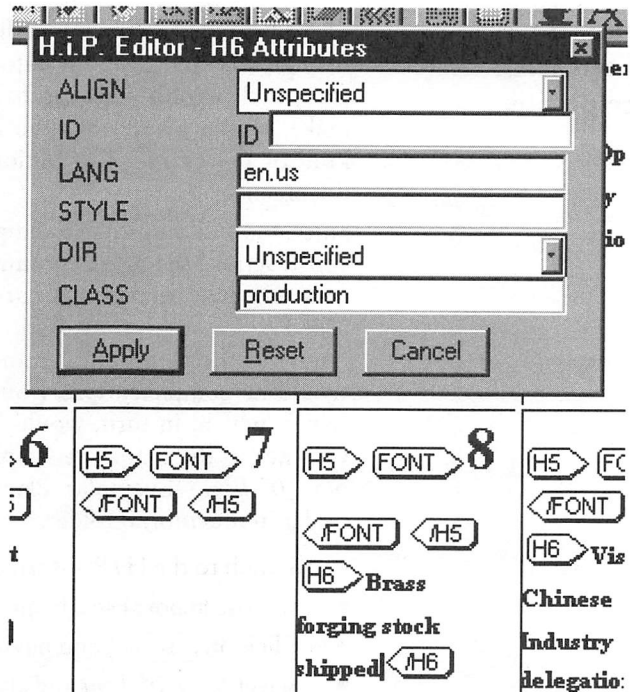 H.i.P. Editor - H6 Attributes
ALIGN Unspecified
ID ID
LANG en.us
STYLE
DIR Unspecified
CLASS production
Apply Reset Cancel
6 H5 FONT 7 H5 FONT 8 H5
/FONT /H5 /FONT /H5 /FONT
H6 Brass H6 Vis
forging stock Chinese
shipped /H6 Industry
delegatio